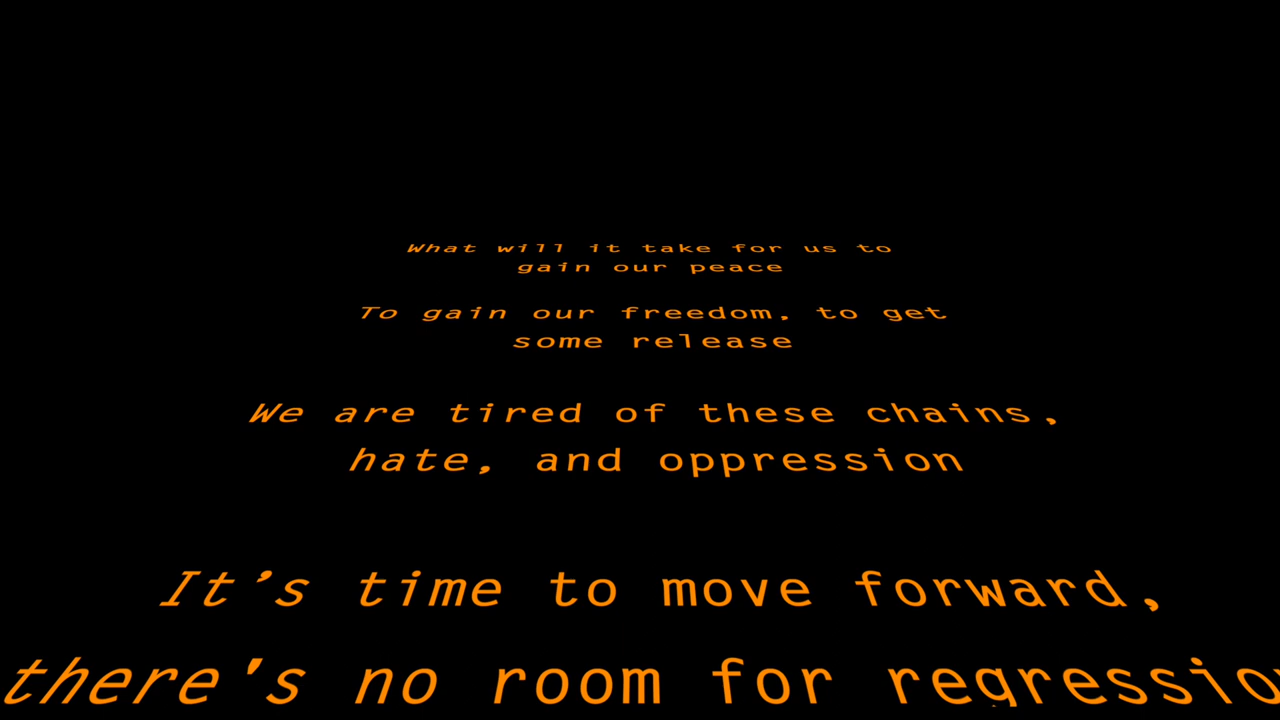 What will it take for us to
gain our peace
To gain our freedom, to get
some release
We are tired of these chains,
hate, and oppression
It's time to move forward,
there's no room for regressio